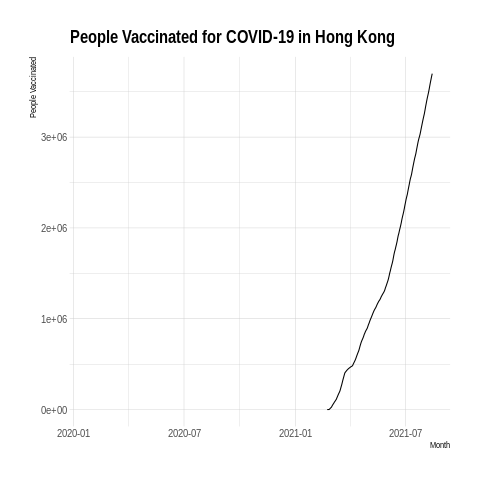 People Vaccinated for COVID-19 in Hong Kong
People Vaccinated
3e+06
2e+06
1e+06
0e+00
2020-01 2020-07 2021-01 2021-07
Month